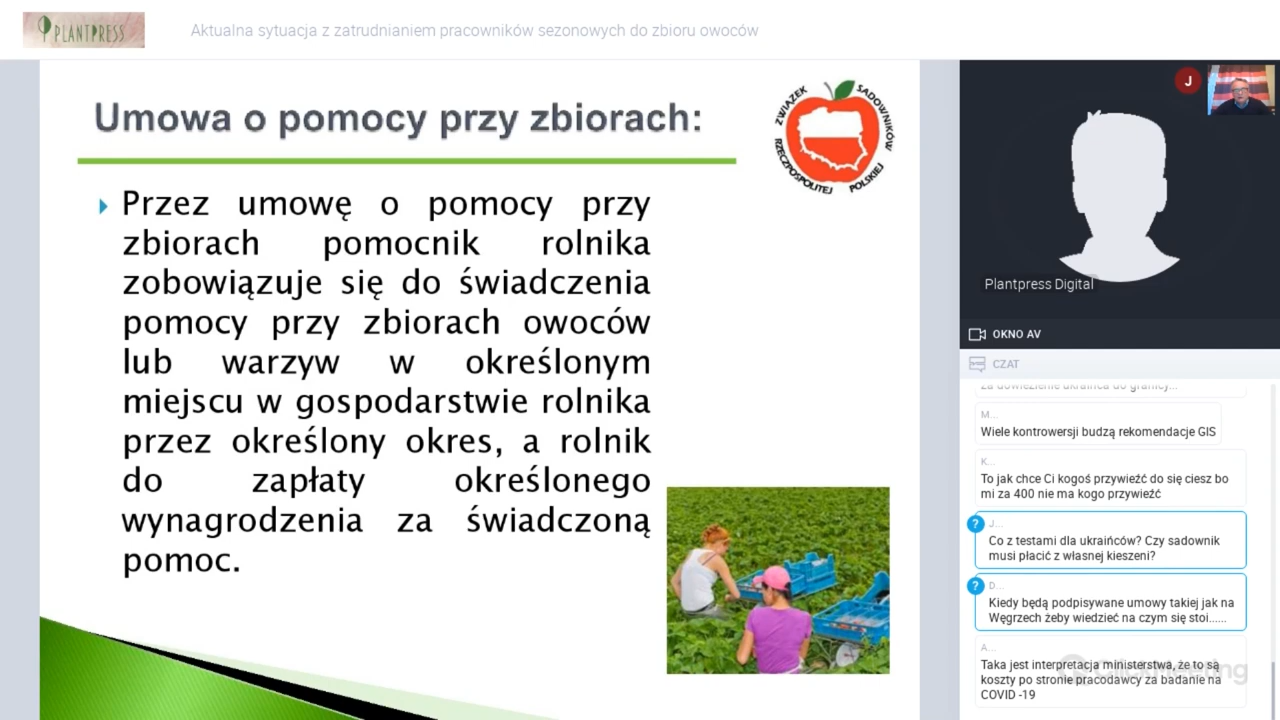 PLANTPRESS
Aktualna sytuacja z zatrudnianiem pracowników sezonowych do zbioru owoców
Umowa o pomocy przy zbiorach:
ZWIĄZEK SADOWNIKÓW
RZECZPOSPOLITEJ POLSKIEJ
Przez umowę o pomocy przy
zbiorach pomocnik rolnika
zobowiązuje się do świadczenia
pomocy przy zbiorach owoców
lub warzyw w określonym
miejscu w gospodarstwie rolnika
przez określony okres, a rolnik
do zapłaty określonego
wynagrodzenia za świadczoną
pomoc.
J
Plantpress Digital
OKNO AV
CZAT
za dowiezienie ukraińca do granicy...
M...
Wiele kontrowersji budzą rekomendacje GIS
K...
To jak chce Ci kogoś przywieźć do się ciesz bo
mi za 400 nie ma kogo przywieźć
?
J...
Co z testami dla ukraińców? Czy sadownik
musi płacić z własnej kieszeni?
?
D...
Kiedy będą podpisywane umowy takiej jak na
Węgrzech żeby wiedzieć na czym się stoi......
A...
Taka jest interpretacja ministerstwa, że to są
koszty po stronie pracodawcy za badanie na
COVID -19
ClickMeeting